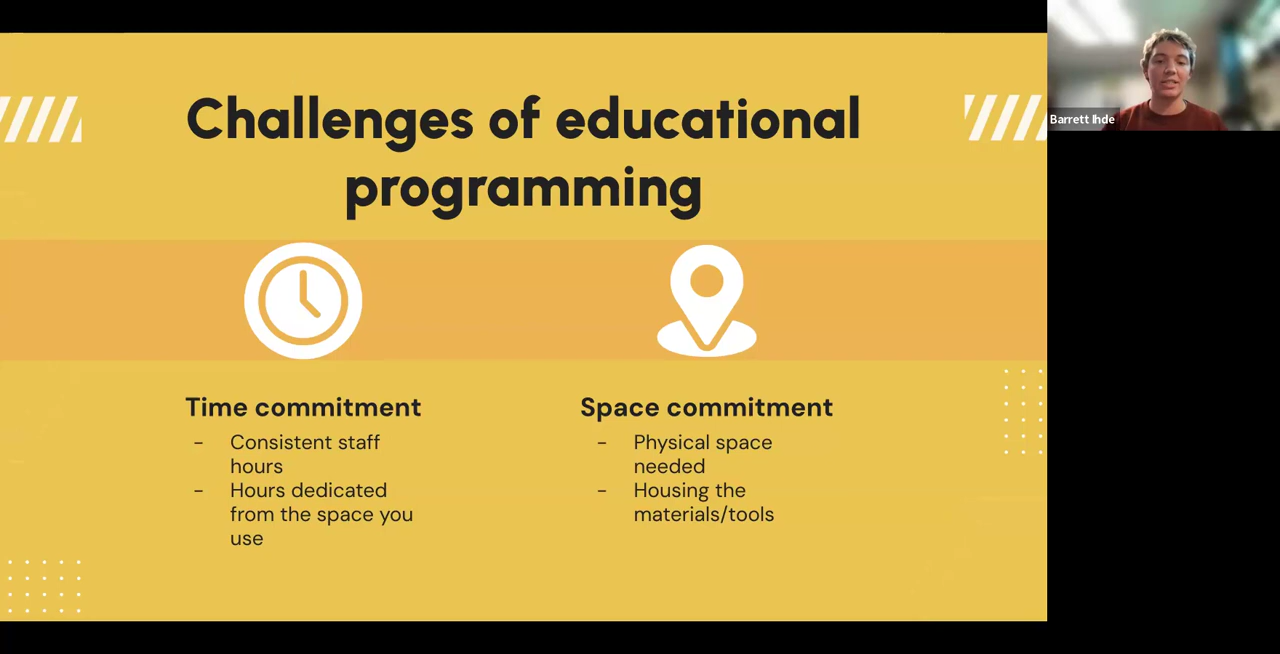 Challenges of educational
programming
Time commitment
- Consistent staff
hours
- Hours dedicated
from the space you
use
Space commitment
- Physical space
needed
- Housing the
materials/tools
Barrett Ihde